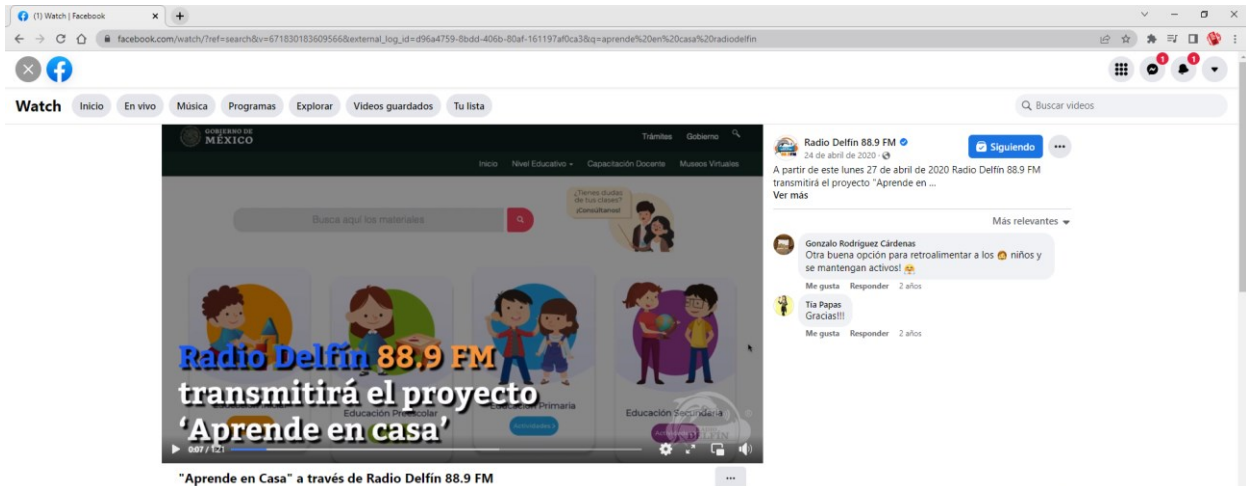 (1) Watch | Facebook
facebook.com/watch/?ref=search&v=671830183609566&external_log_id=d96a4759-8bdd-406b-80af-161197af0ca3&q=aprende%20en%20casa%20radiodelfin
1 1
Watch Inicio En vivo Música Programas Explorar Videos guardados Tu lista Buscar videos
GOBIERNO DE
MÉXICO
Trámites Gobierno
Inicio Nivel Educativo Capacitación Docente Museos Virtuales
Busca aquí los materiales
¿Tienes dudas
de tus clases?
¡Consúltanos!
Radio Delfín 88.9 FM
transmitirá el proyecto
‘Aprende en casa’
Educación Preescolar
Primaria
Educación Secundaria
Actividades >
DELFÍN
0:07 / 1:21
"Aprende en Casa" a través de Radio Delfín 88.9 FM
Radio Delfín 88.9 FM
Siguiendo
24 de abril de 2020 ·
A partir de este lunes 27 de abril de 2020 Radio Delfín 88.9 FM
transmitirá el proyecto "Aprende en ...
Ver más
Más relevantes
Gonzalo Rodríguez Cárdenas
Otra buena opción para retroalimentar a los niños y
se mantengan activos!
Me gusta Responder 2 años
Tía Papas
Gracias!!!
Me gusta Responder 2 años